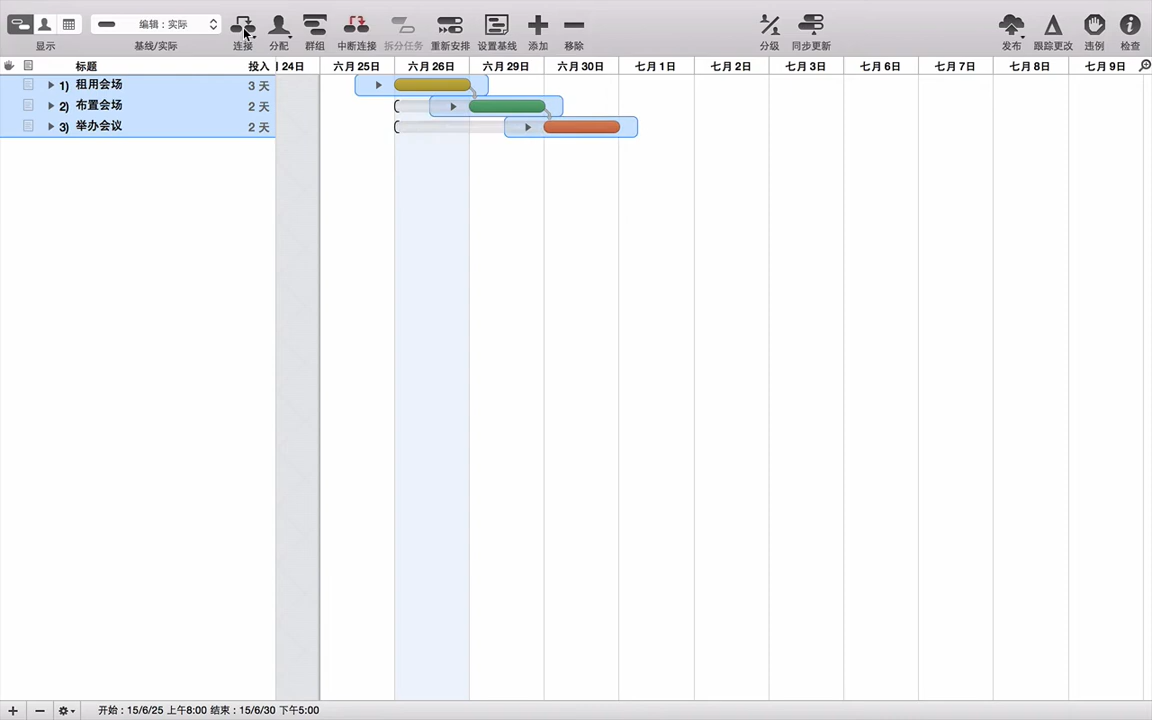 编辑：实际
显示 基线/实际 连接 分配 群组 中断连接 拆分任务 重新安排 设置基线 添加 移除 分级 同步更新 发布 跟踪更改 违例 检查
标题 投入 24日 六月 25日 六月 26日 六月 29日 六月 30日 七月 1日 七月 2日 七月 3日 七月 6日 七月 7日 七月 8日 七月 9日
1) 租用会场 3 天
2) 布置会场 2 天
3) 举办会议 2 天
开始：15/6/25 上午8:00 结束：15/6/30 下午5:00